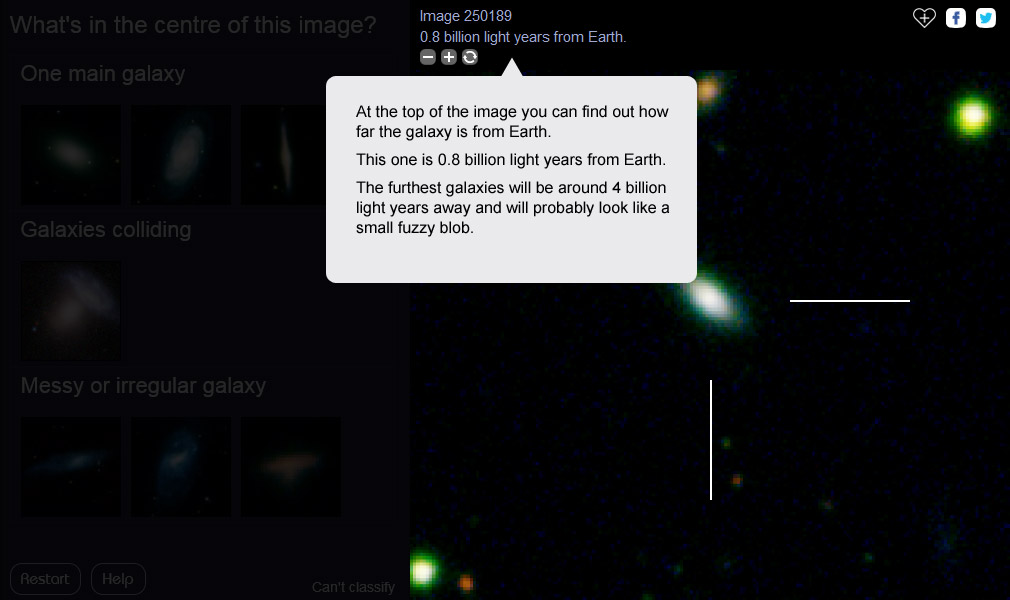 What's in the centre of this image?
One main galaxy
Galaxies colliding
Messy or irregular galaxy
Restart
Help
Can't classify
Image 250189
0.8 billion light years from Earth.
At the top of the image you can find out how
far the galaxy is from Earth.
This one is 0.8 billion light years from Earth.
The furthest galaxies will be around 4 billion
light years away and will probably look like a
small fuzzy blob.